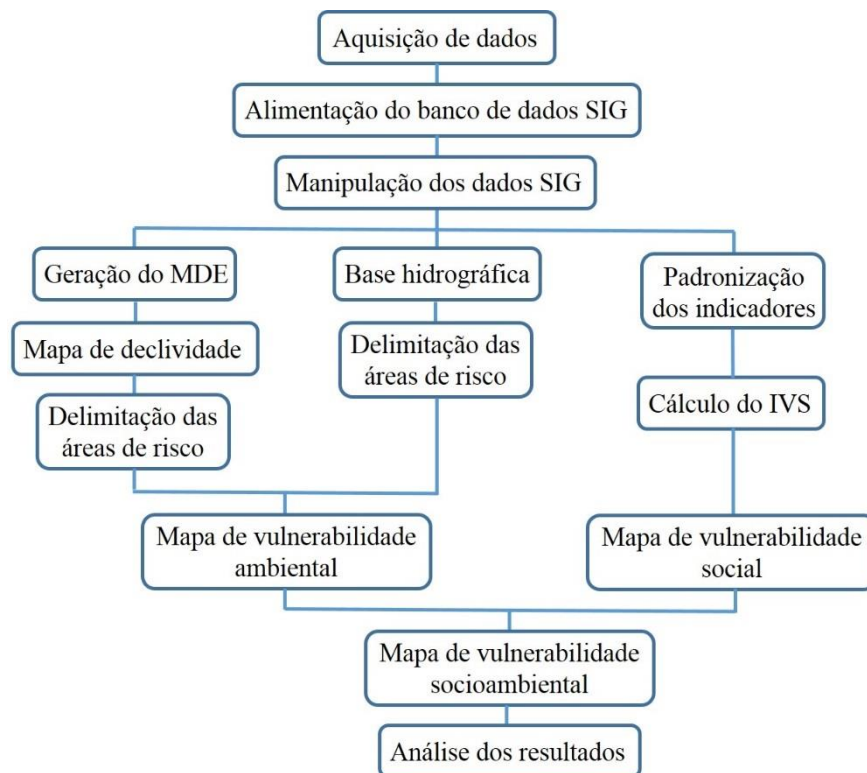 Aquisição de dados
Alimentação do banco de dados SIG
Manipulação dos dados SIG
Geração do MDE
Base hidrográfica
Padronização
dos indicadores
Mapa de declividade
Delimitação das
áreas de risco
Cálculo do IVS
Delimitação das
áreas de risco
Mapa de vulnerabilidade
ambiental
Mapa de vulnerabilidade
social
Mapa de vulnerabilidade
socioambiental
Análise dos resultados